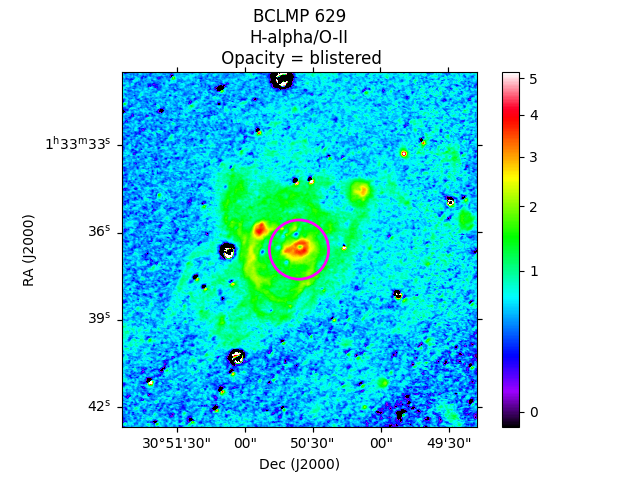 BCLMP 629
H-alpha/O-II
Opacity = blistered
1ʰ33ᵐ33ˢ
36ˢ
39ˢ
42ˢ
RA (J2000)
30°51'30" 00" 50'30" 00" 49'30"
Dec (J2000)
5
4
3
2
1
0